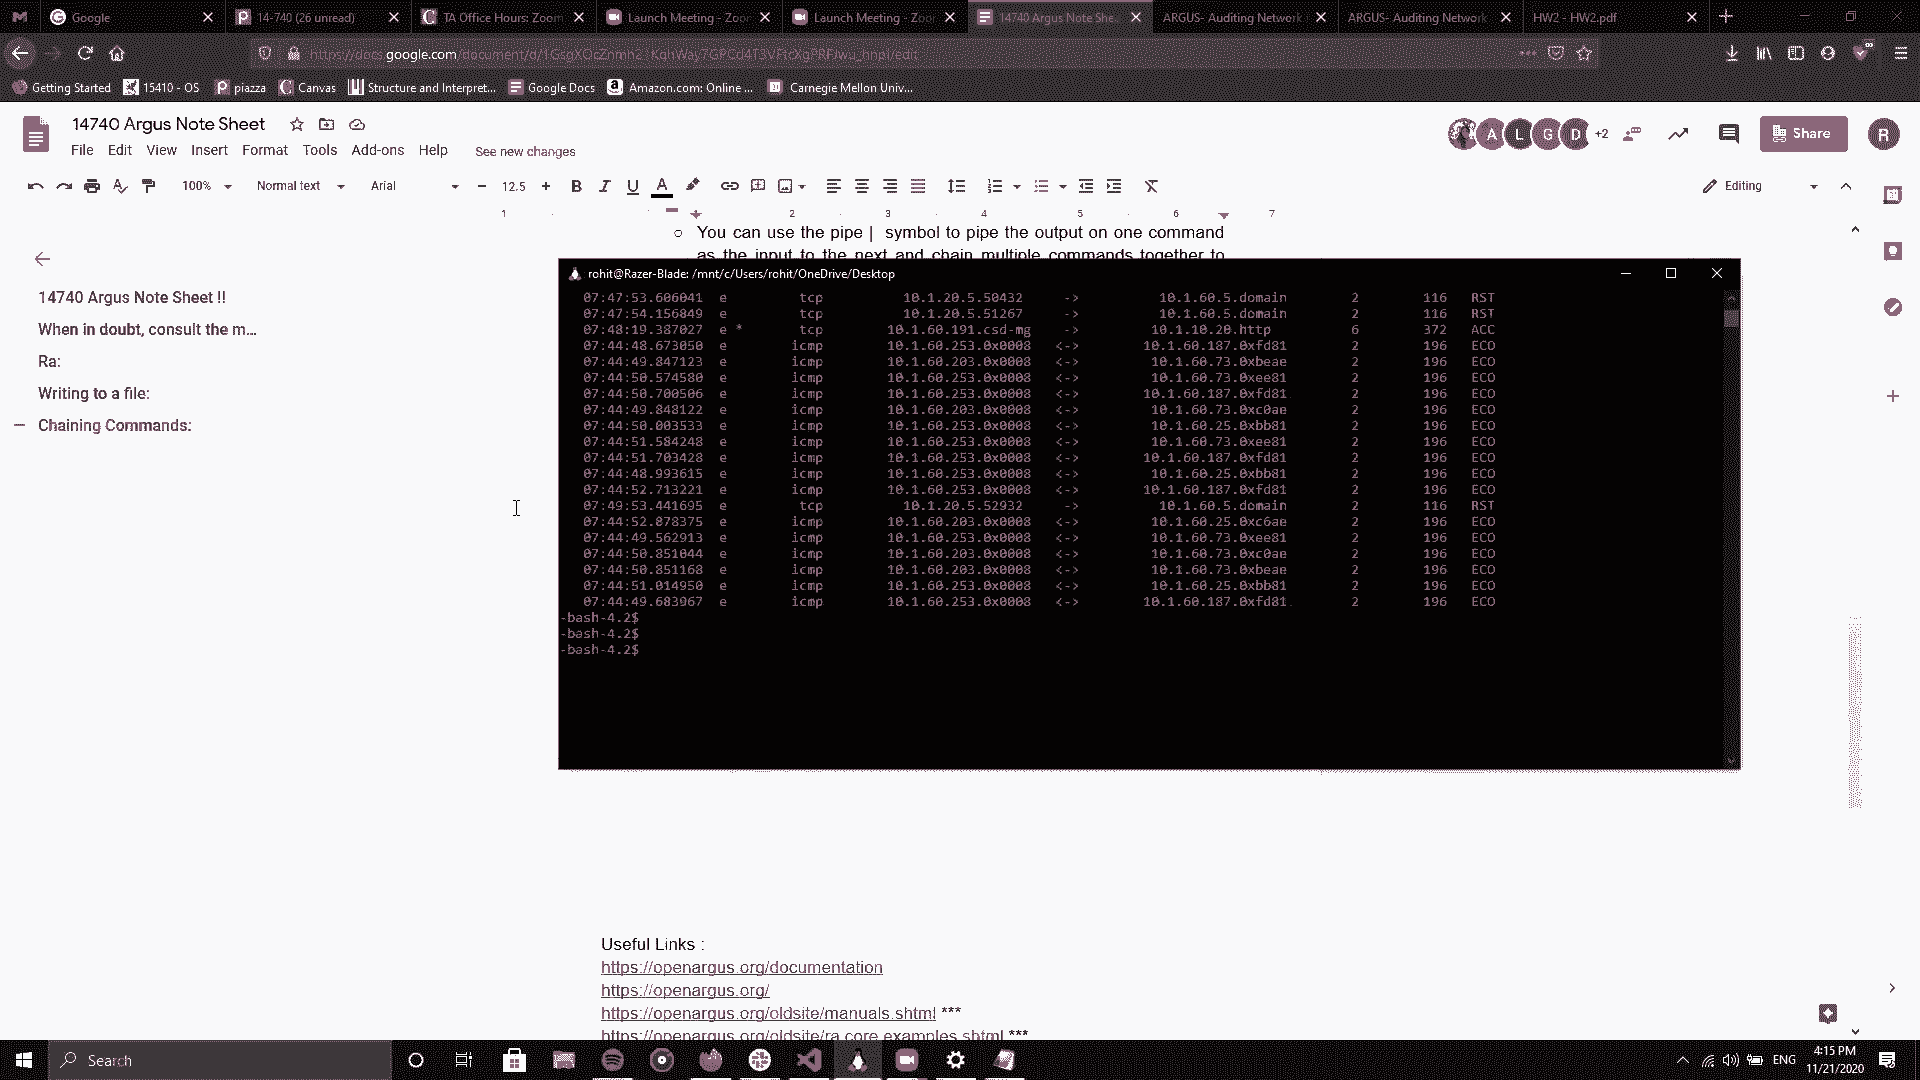 Google
14-740 (26 unread)
TA Office Hours: Zoom
Launch Meeting - Zoom
Launch Meeting - Zoom
14740 Argus Note She
ARGUS- Auditing Network
ARGUS- Auditing Network
HW2 - HW2.pdf
Getting Started
15410 - OS
piazza
Canvas
Structure and Interpret...
Google Docs
Amazon.com: Online ...
Carnegie Mellon Univ...
14740 Argus Note Sheet
File Edit View Insert Format Tools Add-ons Help See new changes
A L G D +2 Share R
100% Normal text Arial - 12.5 + B I U A Editing
1 2 3 4 5 6 7
You can use the pipe | symbol to pipe the output on one command
as the input to the next and chain multiple commands together to
14740 Argus Note Sheet !!
When in doubt, consult the m...
Ra:
Writing to a file:
Chaining Commands:
rohit@Razer-Blade: /mnt/c/Users/rohit/OneDrive/Desktop
07:47:53.606041 e tcp 10.1.20.5.50432 -> 10.1.60.5.domain 2 116 RST
07:47:54.156849 e tcp 10.1.20.5.51267 -> 10.1.60.5.domain 2 116 RST
07:48:19.387027 e * tcp 10.1.60.191.csd-mg -> 10.1.10.20.http 6 372 ACC
07:44:48.673050 e icmp 10.1.60.253.0x0008 <-> 10.1.60.187.0xfd81 2 196 ECO
07:44:49.847123 e icmp 10.1.60.203.0x0008 <-> 10.1.60.73.0xbeae 2 196 ECO
07:44:50.574580 e icmp 10.1.60.253.0x0008 <-> 10.1.60.73.0xee81 2 196 ECO
07:44:50.700506 e icmp 10.1.60.253.0x0008 <-> 10.1.60.187.0xfd81 2 196 ECO
07:44:49.848122 e icmp 10.1.60.203.0x0008 <-> 10.1.60.73.0xc0ae 2 196 ECO
07:44:50.003533 e icmp 10.1.60.253.0x0008 <-> 10.1.60.25.0xbb81 2 196 ECO
07:44:51.584248 e icmp 10.1.60.253.0x0008 <-> 10.1.60.73.0xee81 2 196 ECO
07:44:51.703428 e icmp 10.1.60.253.0x0008 <-> 10.1.60.187.0xfd81 2 196 ECO
07:44:48.993615 e icmp 10.1.60.253.0x0008 <-> 10.1.60.25.0xbb81 2 196 ECO
07:44:52.713221 e icmp 10.1.60.253.0x0008 <-> 10.1.60.187.0xfd81 2 196 ECO
07:49:53.441695 e tcp 10.1.20.5.52932 -> 10.1.60.5.domain 2 116 RST
07:44:52.878375 e icmp 10.1.60.203.0x0008 <-> 10.1.60.25.0xc6ae 2 196 ECO
07:44:49.562913 e icmp 10.1.60.253.0x0008 <-> 10.1.60.73.0xee81 2 196 ECO
07:44:50.851044 e icmp 10.1.60.203.0x0008 <-> 10.1.60.73.0xc0ae 2 196 ECO
07:44:50.851168 e icmp 10.1.60.203.0x0008 <-> 10.1.60.73.0xbeae 2 196 ECO
07:44:51.014950 e icmp 10.1.60.253.0x0008 <-> 10.1.60.25.0xbb81 2 196 ECO
07:44:49.683967 e icmp 10.1.60.253.0x0008 <-> 10.1.60.187.0xfd81 2 196 ECO
-bash-4.2$
-bash-4.2$
-bash-4.2$
Useful Links :
https://openargus.org/documentation
https://openargus.org/
https://openargus.org/oldsite/manuals.shtml ***
https://openargus.org/oldsite/ra.core.examples.shtml ***
Search
ENG
4:15 PM
11/21/2020